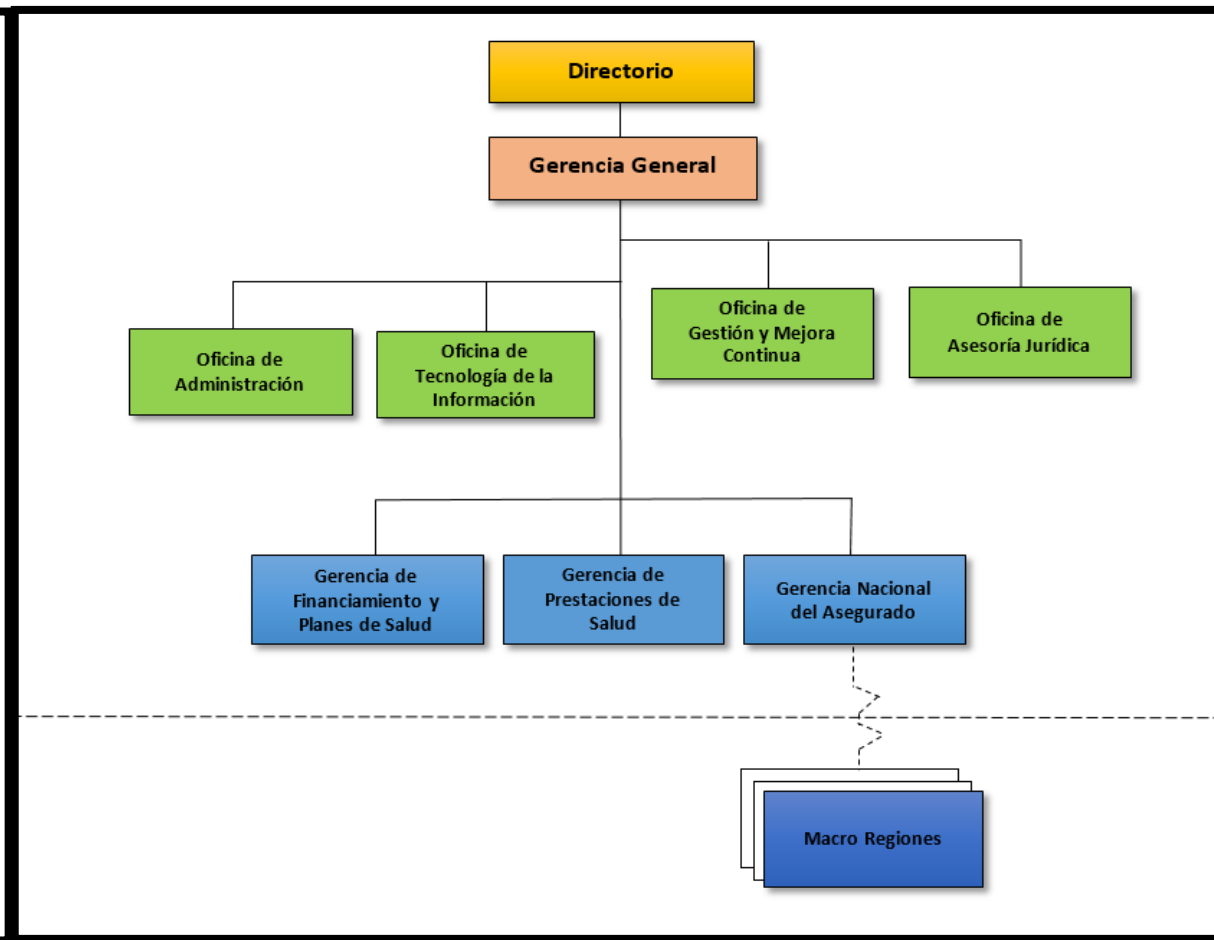 Directorio
Gerencia General
Oficina de
Administración
Oficina de
Tecnología de la
Información
Oficina de
Gestión y Mejora
Continua
Oficina de
Asesoría Jurídica
Gerencia de
Financiamiento y
Planes de Salud
Gerencia de
Prestaciones de
Salud
Gerencia Nacional
del Asegurado
Macro Regiones